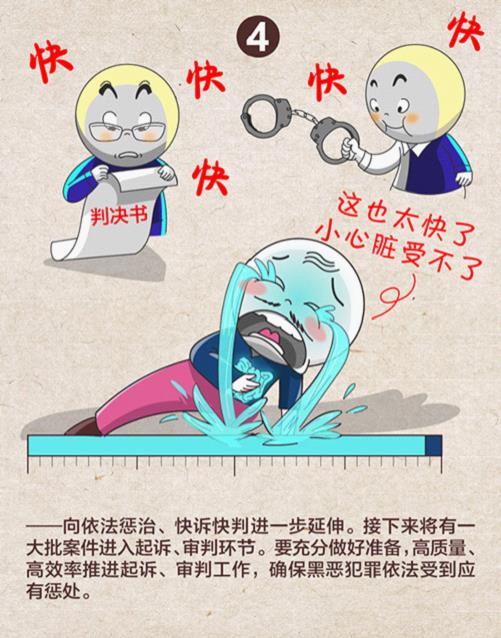 4
快
快
快
快
快
判决书
这也太快了
小心脏受不了
——向依法惩治、快诉快判进一步延伸。接下来将有一
大批案件进入起诉、审判环节。要充分做好准备,高质量、
高效率推进起诉、审判工作，确保黑恶犯罪依法受到应
有惩处。